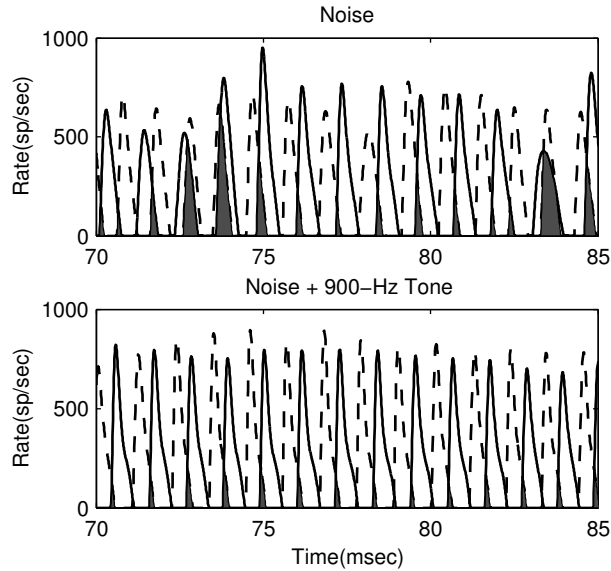 Noise
1000
500
0
Rate(sp/sec)
70 75 80 85
Noise + 900−Hz Tone
1000
500
0
Rate(sp/sec)
70 75 80 85
Time(msec)